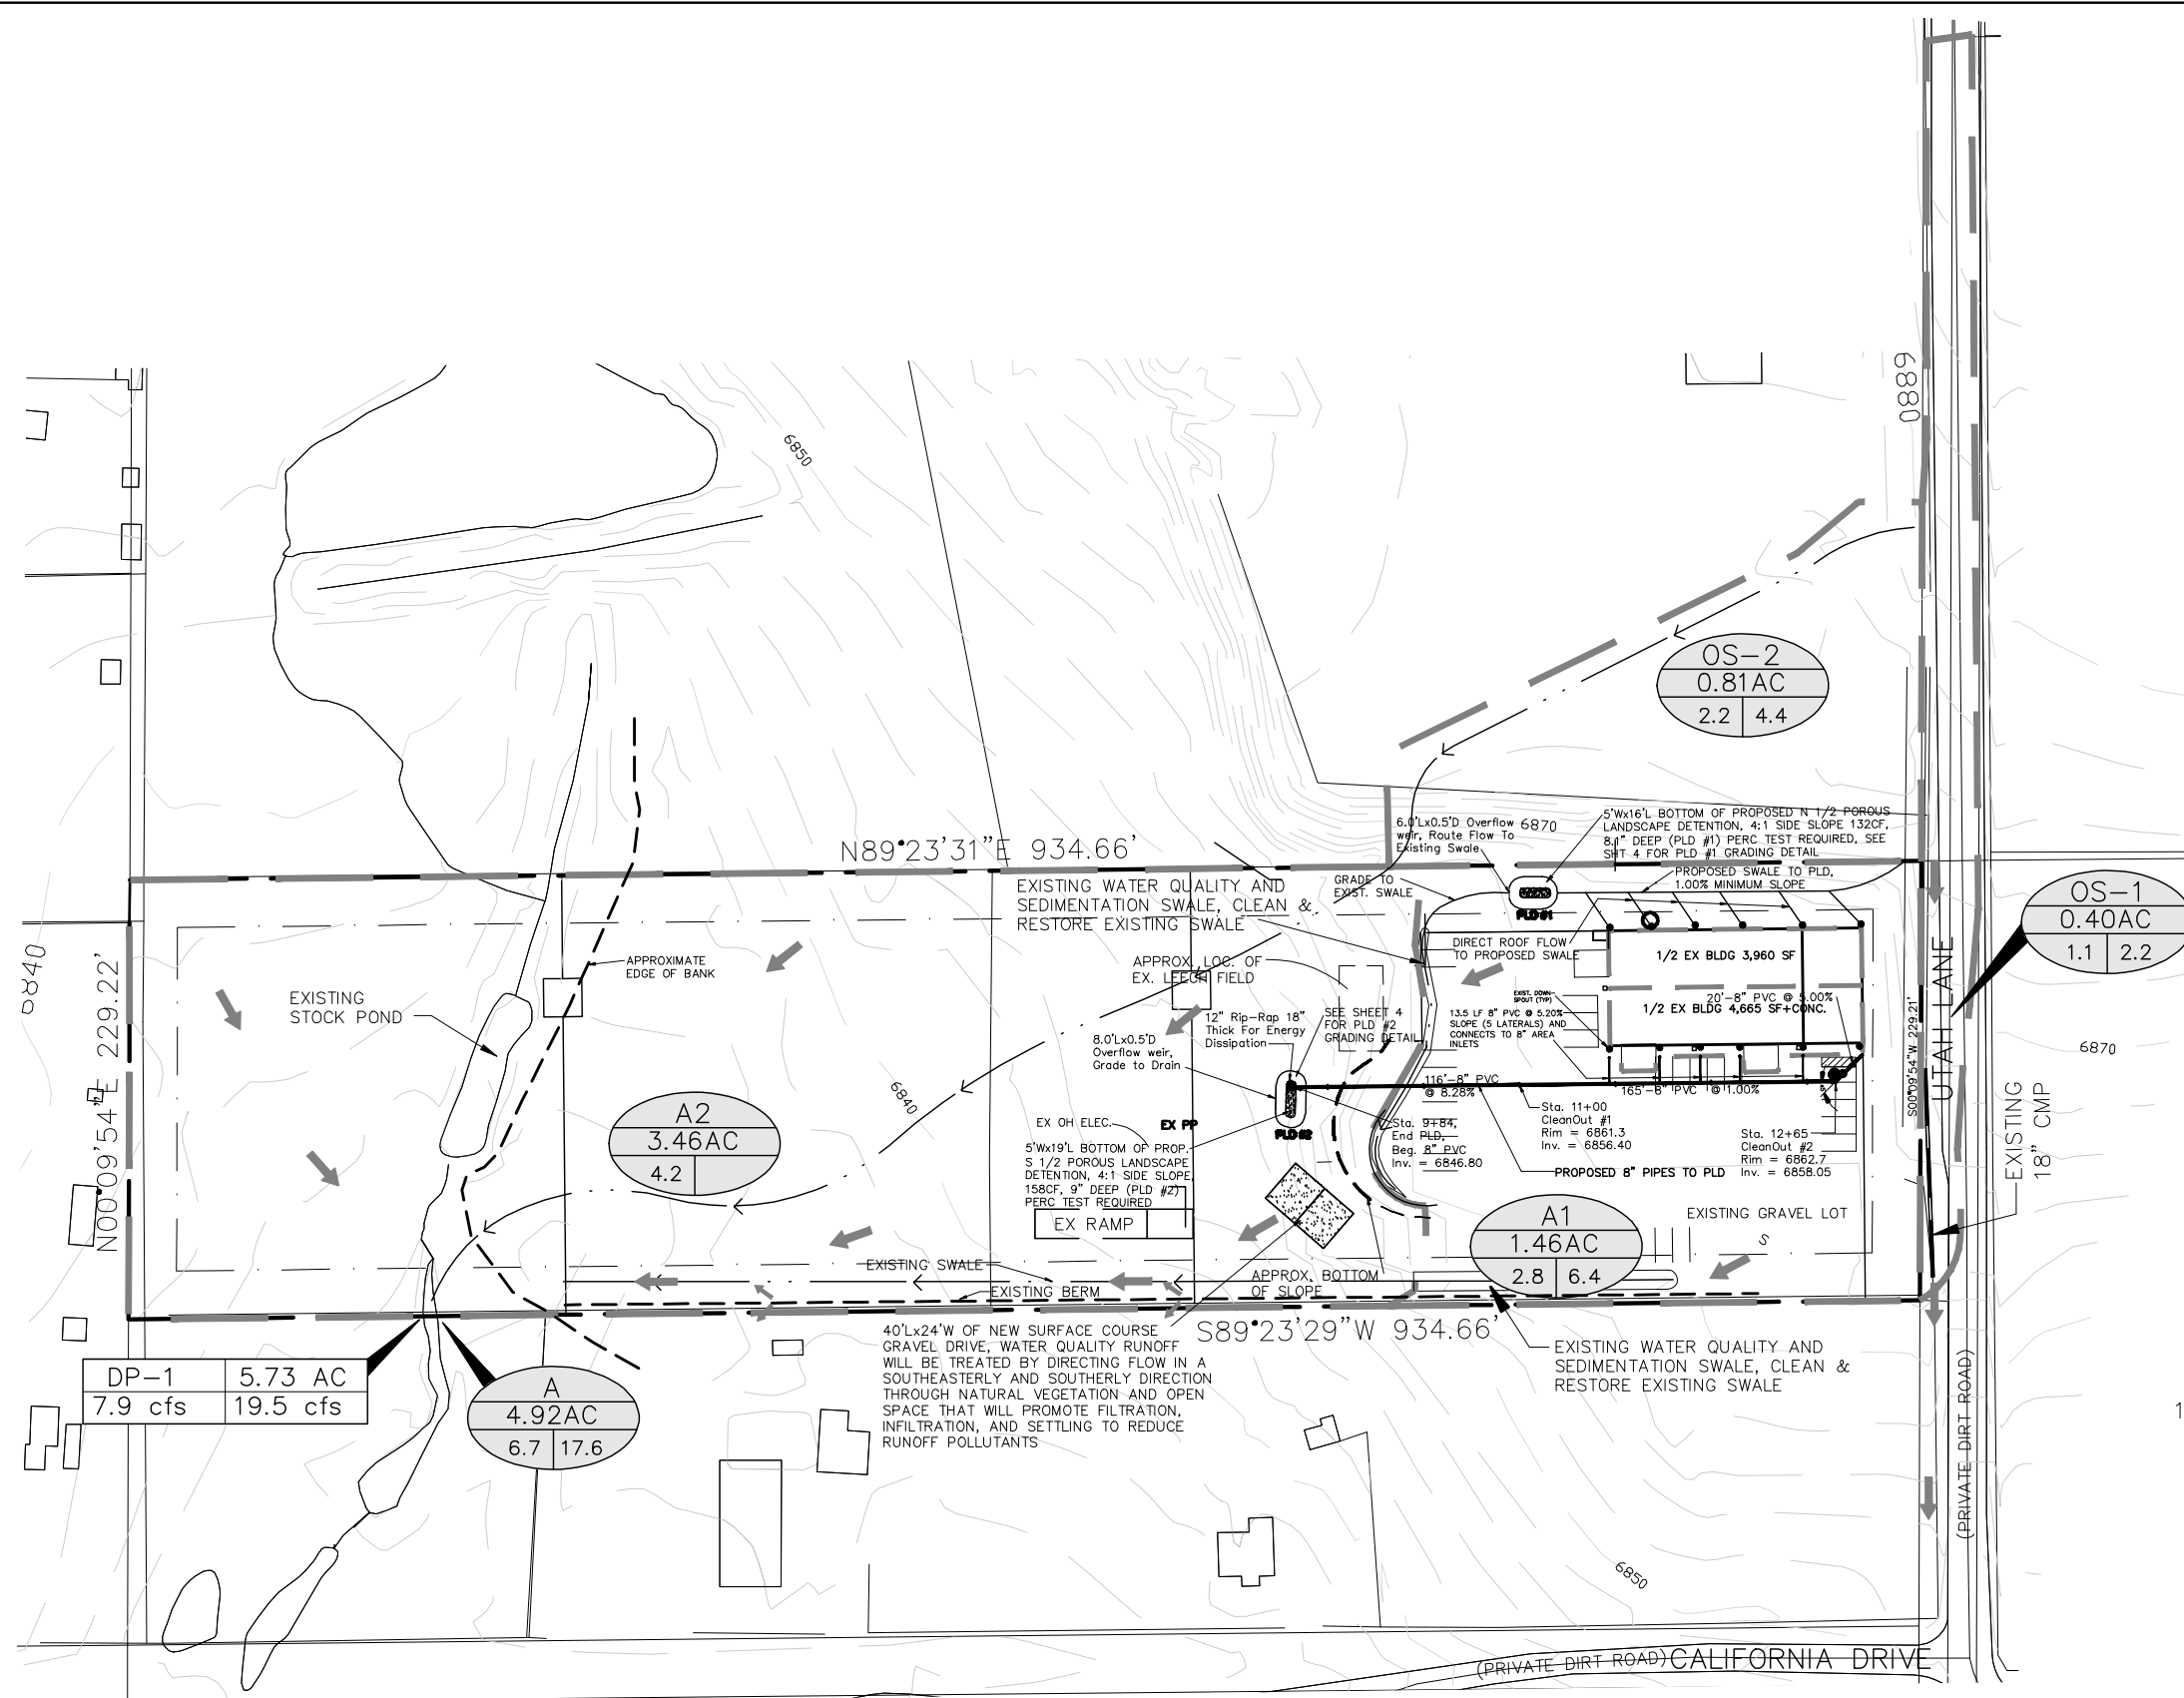 6880
6850
OS-2
0.81AC
2.2 4.4
5'Wx16'L BOTTOM OF PROPOSED N 1/2 POROUS
LANDSCAPE DETENTION, 4:1 SIDE SLOPE 132CF,
8.1" DEEP (PLD #1) PERC TEST REQUIRED, SEE
SHT 4 FOR PLD #1 GRADING DETAIL
6.0'Lx0.5'D Overflow
weir, Route Flow To
Existing Swale
6870
N89°23'31"E 934.66'
PROPOSED SWALE TO PLD,
1.00% MINIMUM SLOPE
GRADE TO
EXIST. SWALE
EXISTING WATER QUALITY AND
SEDIMENTATION SWALE, CLEAN &
RESTORE EXISTING SWALE
PLD#1
OS-1
0.40AC
1.1 2.2
DIRECT ROOF FLOW
TO PROPOSED SWALE
1/2 EX BLDG 3,960 SF
APPROXIMATE
EDGE OF BANK
APPROX. LOC. OF
EX. LEECH FIELD
6840
EXISTING
STOCK POND
EXIST. DOWN-
SPOUT (TYP)
20'-8" PVC @ 5.00%
1/2 EX BLDG 4,665 SF+CONC.
12" Rip-Rap 18"
Thick For Energy
Dissipation
SEE SHEET 4
FOR PLD #2
GRADING DETAIL
13.5 LF 8" PVC @ 5.20%
SLOPE (5 LATERALS) AND
CONNECTS TO 8" AREA
INLETS
8.0'Lx0.5'D
Overflow weir,
Grade to Drain
N00°09'54"E 229.22'
S00°09'54"W 229.21'
UTAH LANE
6870
6840
116'-8" PVC
@ 8.28%
165'-8" PVC @ 1.00%
A2
3.46AC
4.2
EX OH ELEC.
EX PP
PLD#2
Sta. 11+00
CleanOut #1
Rim = 6861.3
Inv. = 6856.40
Sta. 9+84,
End PLD,
Beg. 8" PVC
Inv. = 6846.80
Sta. 12+65
CleanOut #2
Rim = 6862.7
Inv. = 6858.05
EXISTING
18" CMP
5'Wx19'L BOTTOM OF PROP.
S 1/2 POROUS LANDSCAPE
DETENTION, 4:1 SIDE SLOPE,
158CF, 9" DEEP (PLD #2)
PERC TEST REQUIRED
PROPOSED 8" PIPES TO PLD
EX RAMP
A1
1.46AC
2.8 6.4
EXISTING GRAVEL LOT
S
EXISTING SWALE
APPROX. BOTTOM
OF SLOPE
EXISTING BERM
S89°23'29"W 934.66'
40'Lx24'W OF NEW SURFACE COURSE
GRAVEL DRIVE, WATER QUALITY RUNOFF
WILL BE TREATED BY DIRECTING FLOW IN A
SOUTHEASTERLY AND SOUTHERLY DIRECTION
THROUGH NATURAL VEGETATION AND OPEN
SPACE THAT WILL PROMOTE FILTRATION,
INFILTRATION, AND SETTLING TO REDUCE
RUNOFF POLLUTANTS
EXISTING WATER QUALITY AND
SEDIMENTATION SWALE, CLEAN &
RESTORE EXISTING SWALE
DP-1 5.73 AC
7.9 cfs 19.5 cfs
A
4.92AC
6.7 17.6
(PRIVATE DIRT ROAD)
1
6850
(PRIVATE DIRT ROAD) CALIFORNIA DRIVE